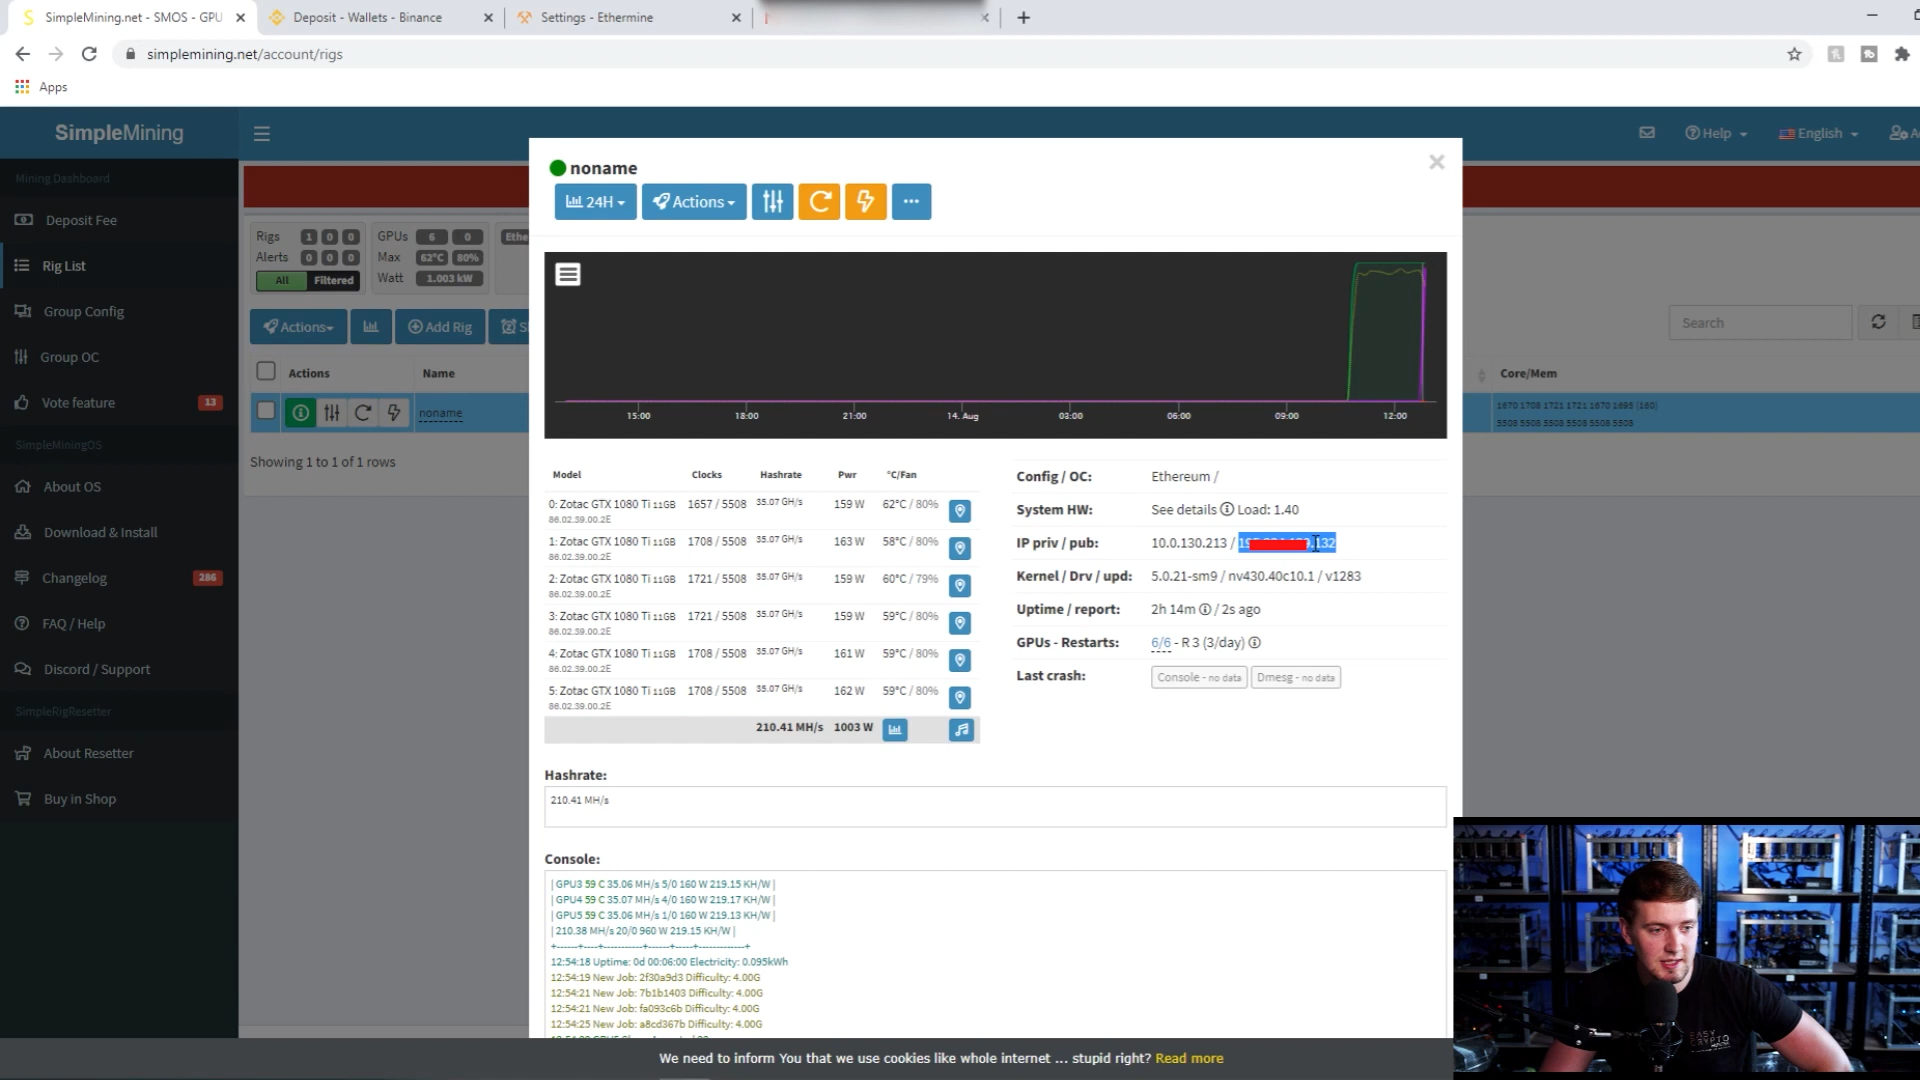 SimpleMining.net - SMOS - GPU
Deposit - Wallets - Binance
Settings - Ethermine
simplemining.net/account/rigs
Apps
SimpleMining
Help
English
Mining Dashboard
Deposit Fee
Rig List
Group Config
Group OC
Vote feature 13
SimpleMiningOS
About OS
Download & Install
Changelog 286
FAQ / Help
Discord / Support
SimpleRigResetter
About Resetter
Buy in Shop
Rigs 1 0 0 GPUs 6 0 Ethe
Alerts 0 0 0 Max 62°C 80%
All Filtered Watt 1.003 kW
Actions Add Rig S
Search
Actions Name Core/Mem
noname
1670 1708 1721 1721 1670 1695 (160)
5508 5508 5508 5508 5508 5508
Showing 1 to 1 of 1 rows
noname
24H Actions
15:00 18:00 21:00 14. Aug 03:00 06:00 09:00 12:00
Model Clocks Hashrate Pwr °C/Fan
0: Zotac GTX 1080 Ti 11GB 1657 / 5508 35.07 GH/s 159 W 62°C / 80%
86.02.39.00.2E
1: Zotac GTX 1080 Ti 11GB 1708 / 5508 35.07 GH/s 163 W 58°C / 80%
86.02.39.00.2E
2: Zotac GTX 1080 Ti 11GB 1721 / 5508 35.07 GH/s 159 W 60°C / 79%
86.02.39.00.2E
3: Zotac GTX 1080 Ti 11GB 1721 / 5508 35.07 GH/s 159 W 59°C / 80%
86.02.39.00.2E
4: Zotac GTX 1080 Ti 11GB 1708 / 5508 35.07 GH/s 161 W 59°C / 80%
86.02.39.00.2E
5: Zotac GTX 1080 Ti 11GB 1708 / 5508 35.07 GH/s 162 W 59°C / 80%
86.02.39.00.2E
210.41 MH/s 1003 W
Config / OC: Ethereum /
System HW: See details Load: 1.40
IP priv / pub: 10.0.130.213 /
Kernel / Drv / upd: 5.0.21-sm9 / nv430.40c10.1 / v1283
Uptime / report: 2h 14m / 2s ago
GPUs - Restarts: 6/6 - R 3 (3/day)
Last crash: Console - no data Dmesg - no data
Hashrate:
210.41 MH/s
Console:
| GPU3 59 C 35.06 MH/s 5/0 160 W 219.15 KH/W |
| GPU4 59 C 35.07 MH/s 4/0 160 W 219.17 KH/W |
| GPU5 59 C 35.06 MH/s 1/0 160 W 219.13 KH/W |
| 210.38 MH/s 20/0 960 W 219.15 KH/W |
12:54:18 Uptime: 0d 00:06:00 Electricity: 0.095kWh
12:54:19 New Job: 2f30a9d3 Difficulty: 4.00G
12:54:21 New Job: 7b1b1403 Difficulty: 4.00G
12:54:21 New Job: fa093c6b Difficulty: 4.00G
12:54:25 New Job: a8cd367b Difficulty: 4.00G
We need to inform You that we use cookies like whole internet ... stupid right? Read more
EASY
CRYPTO